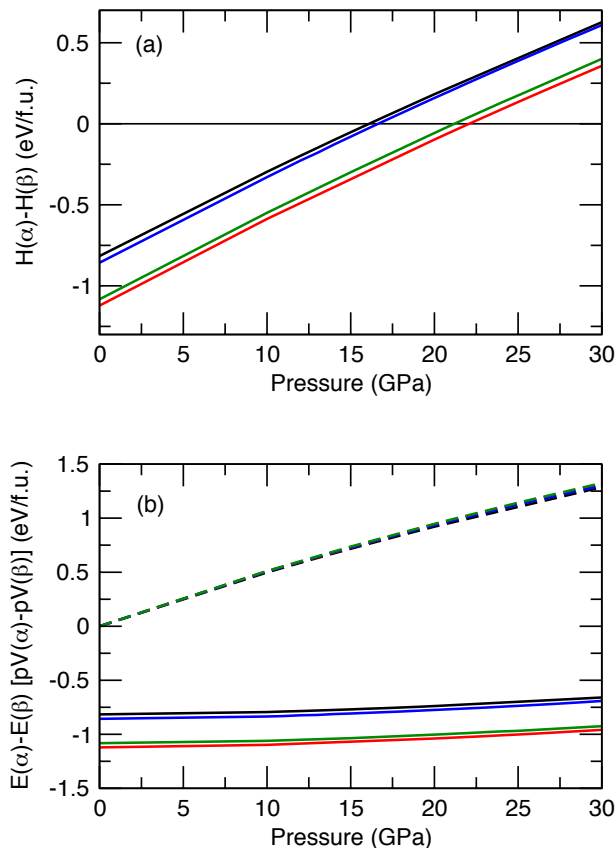 (a)
0.5
0
-0.5
-1
H(α)-H(β) (eV/f.u.)
0 5 10 15 20 25 30
Pressure (GPa)
(b)
1.5
1
0.5
0
-0.5
-1
-1.5
E(α)-E(β) [pV(α)-pV(β)] (eV/f.u.)
0 5 10 15 20 25 30
Pressure (GPa)